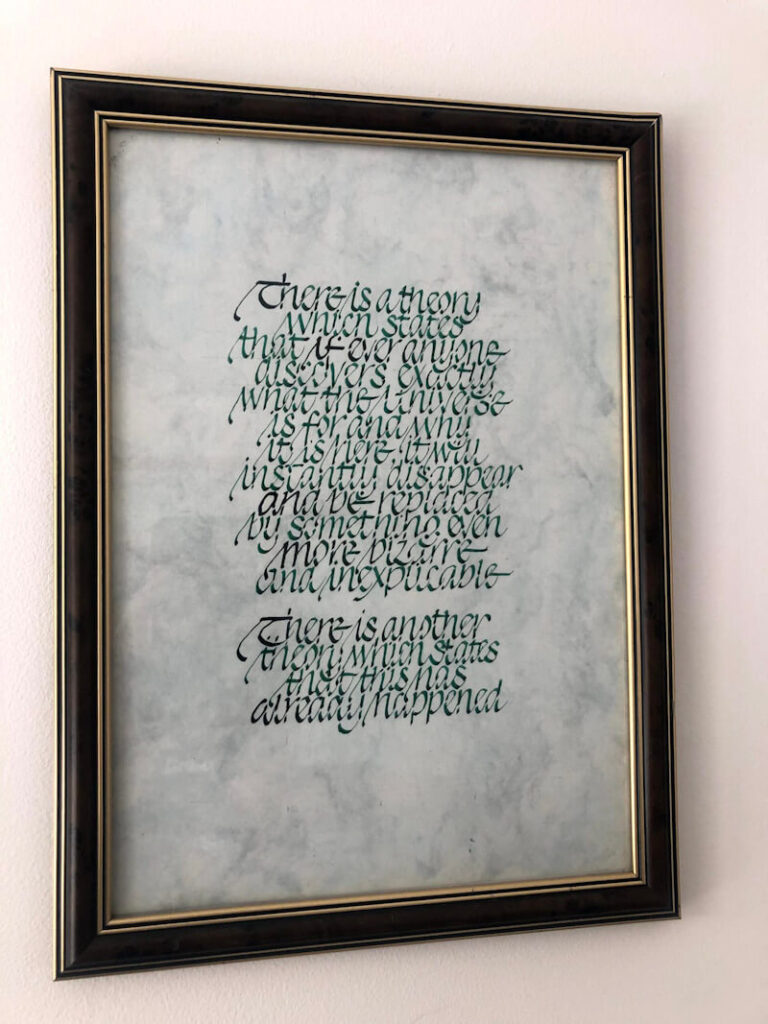 There is a theory
which states
that if ever anyone
discovers exactly
what the Universe
is for and why
it is here, it will
instantly disappear
and be replaced
by something even
more bizarre
and inexplicable
There is another
theory which states
that this has
already happened